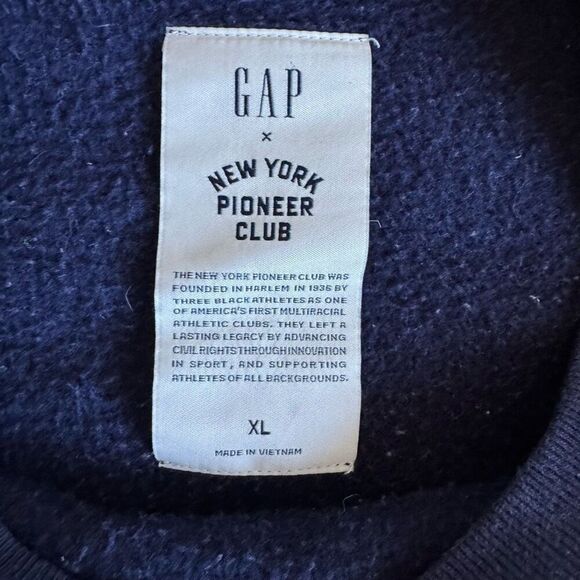 GAP
×
NEW YORK
PIONEER
CLUB
THE NEW YORK PIONEER CLUB WAS
FOUNDED IN HARLEM IN 1936 BY
THREE BLACK ATHLETES AS ONE
OF AMERICA'S FIRST MULTIRACIAL
ATHLETIC CLUBS. THEY LEFT A
LASTING LEGACY BY ADVANCING
CIVIL RIGHTS THROUGH INNOVATION
IN SPORT, AND SUPPORTING
ATHLETES OF ALL BACKGROUNDS.
XL
MADE IN VIETNAM